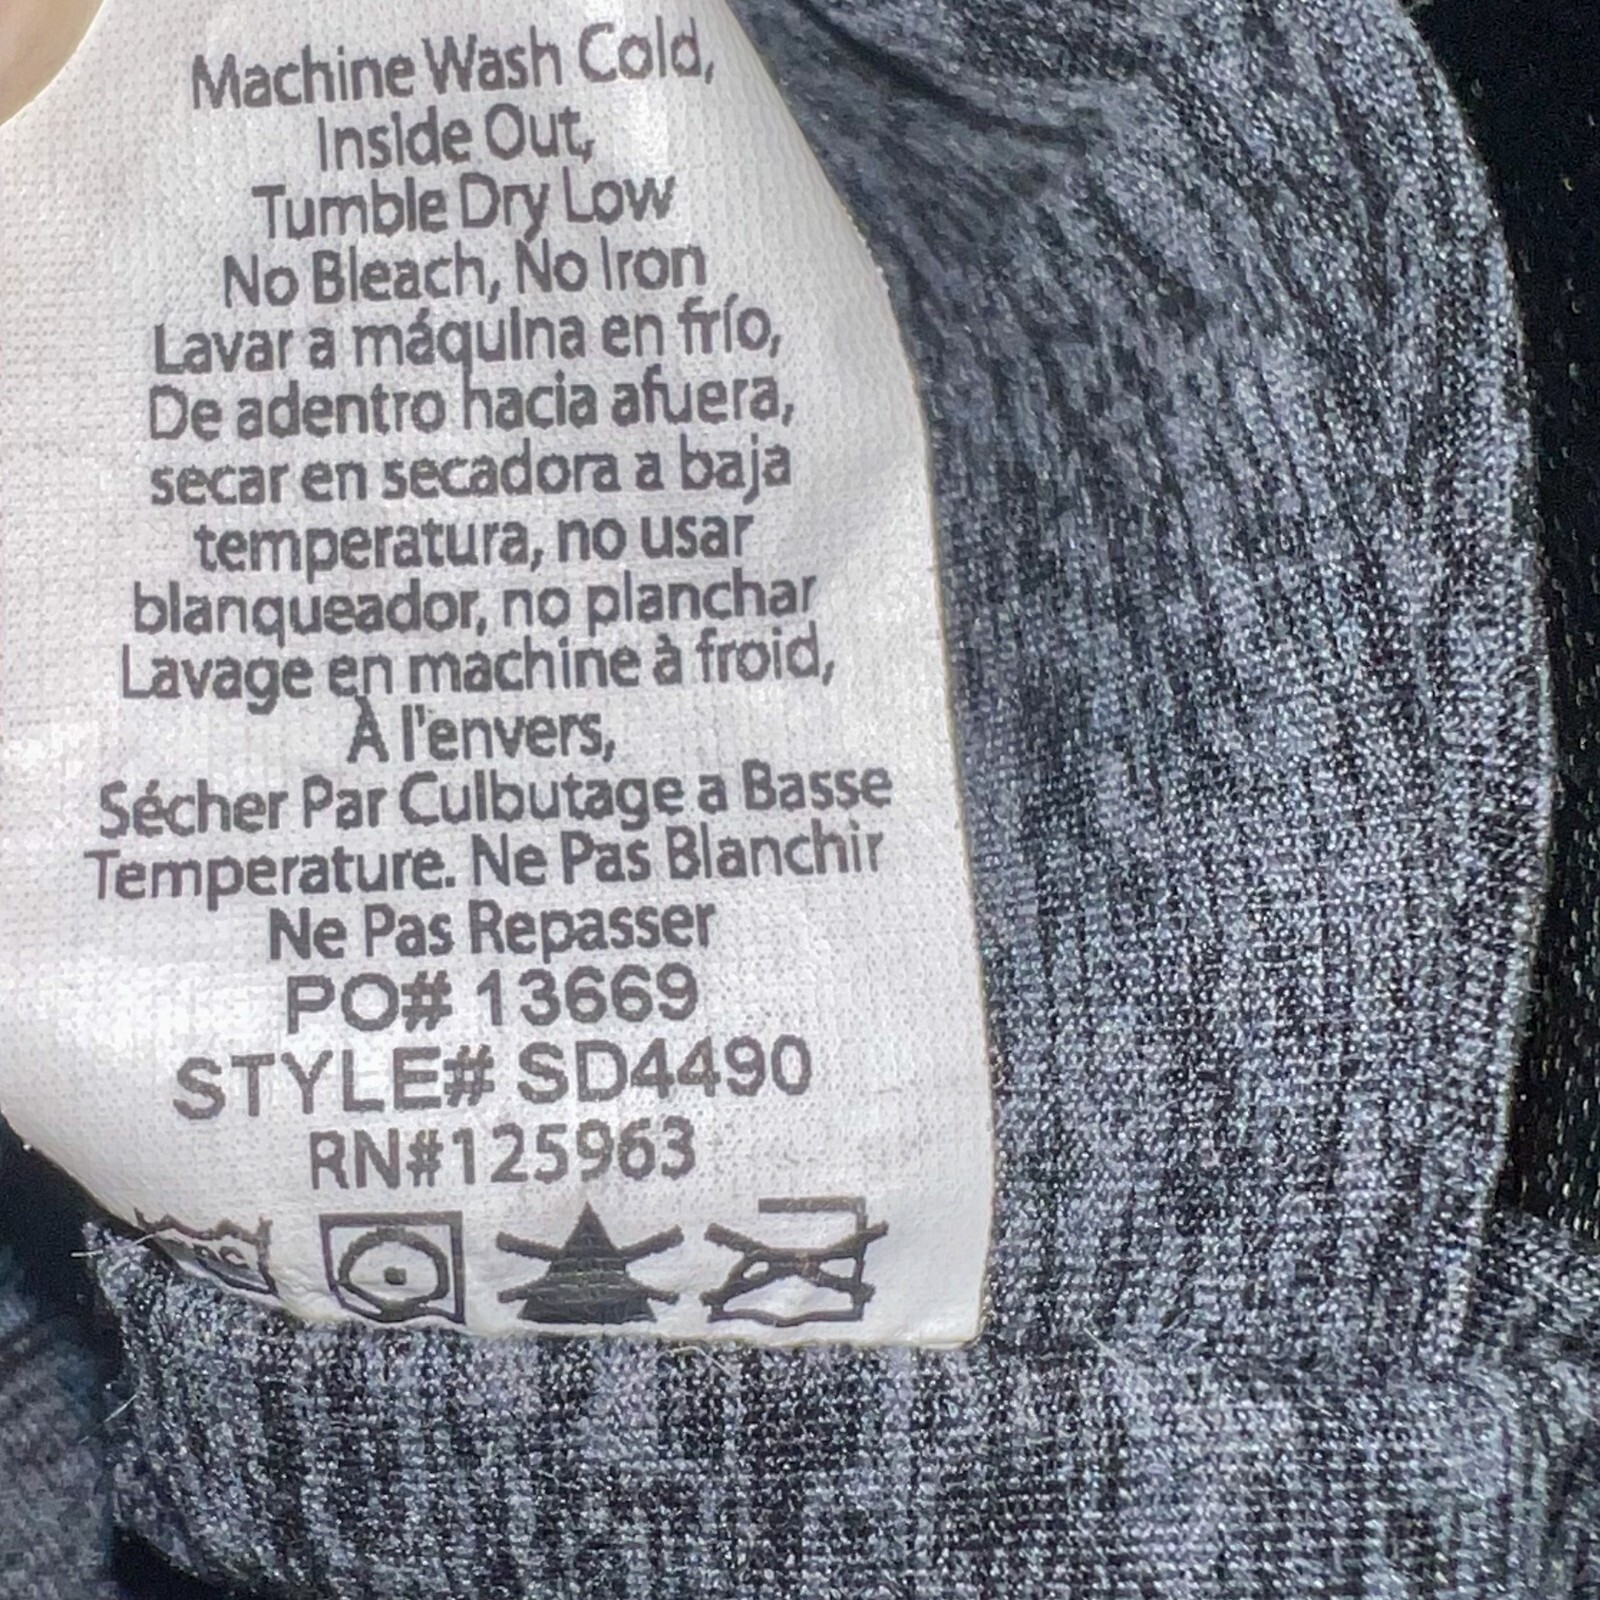 Machine Wash Cold,
Inside Out,
Tumble Dry Low
No Bleach, No Iron
Lavar a máquina en frío,
De adentro hacia afuera,
secar en secadora a baja
temperatura, no usar
blanqueador, no planchar
Lavage en machine à froid,
À l'envers,
Sécher Par Culbutage a Basse
Temperature. Ne Pas Blanchir
Ne Pas Repasser
PO# 13669
STYLE# SD4490
RN#125963